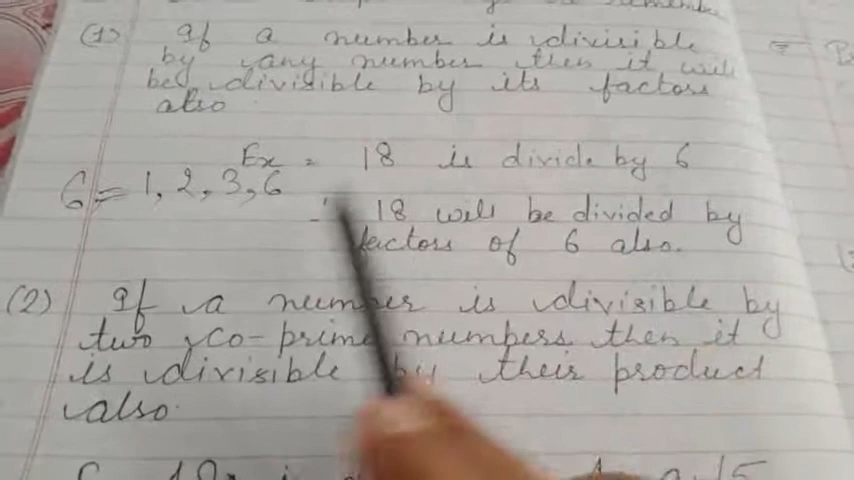 (1) If a number is divisible
by any number then it will
be divisible by its factors
also.
Ex = 18 is divide by 6
6 = 1, 2, 3, 6
∴ 18 will be divided by
factors of 6 also.
(2) If a number is divisible by
two co-prime numbers then it
is divisible by their product
also.